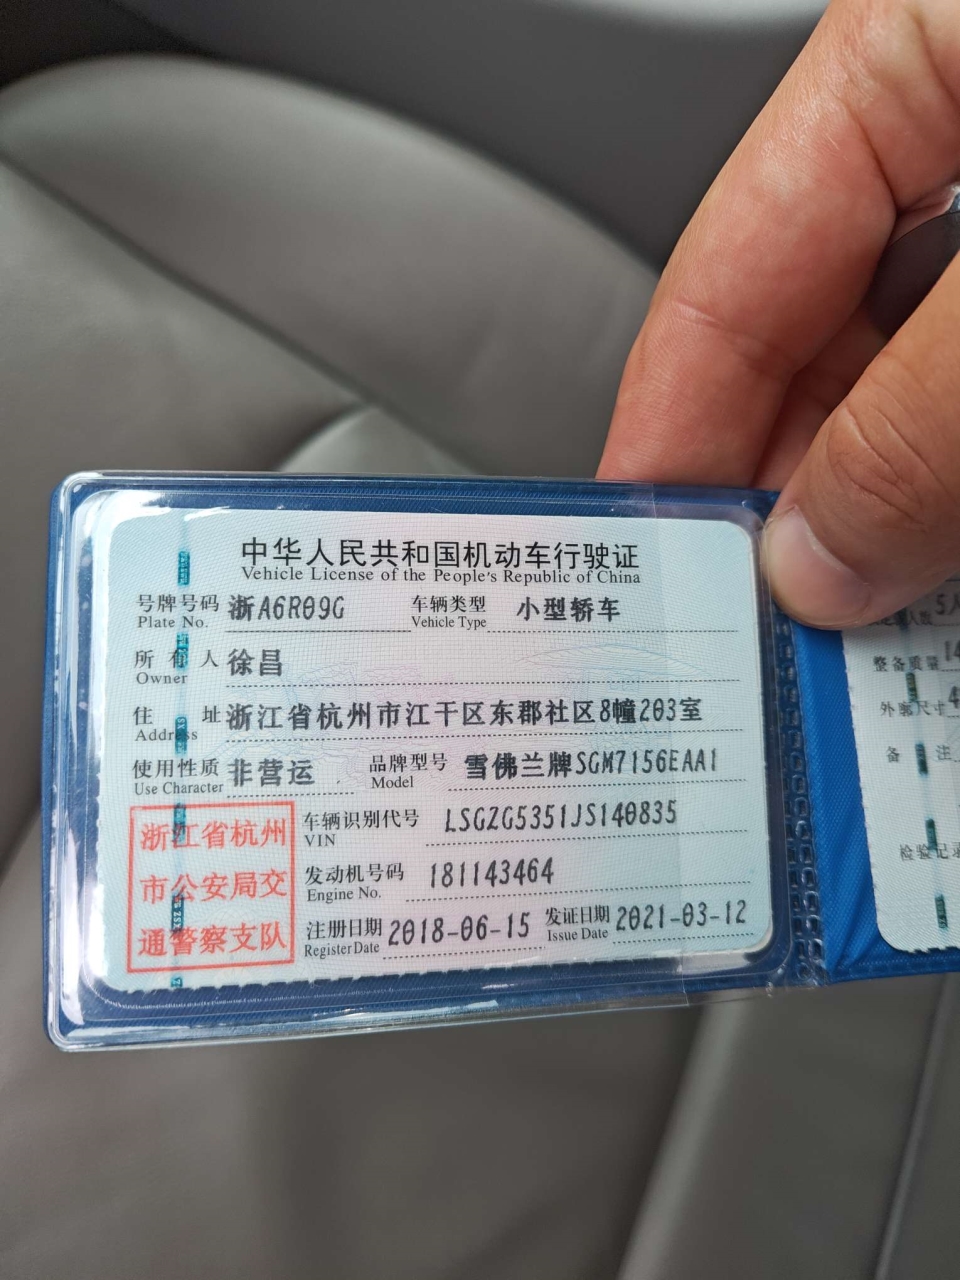 中华人民共和国机动车行驶证
Vehicle License of the People's Republic of China
号牌号码 浙A6R09G 车辆类型 小型轿车
Plate No. Vehicle Type
所有人 徐昌
Owner
住址 浙江省杭州市江干区东郡社区8幢203室
Address
使用性质 非营运 品牌型号 雪佛兰牌SGM7156EAA1
Use Character Model
浙江省杭州
市公安局交
通警察支队
车辆识别代号 LSGZG5351JS140835
VIN
发动机号码 181143464
Engine No.
注册日期 2018-06-15 发证日期 2021-03-12
Register Date Issue Date
人数 5人
整备质量 14
外廓尺寸 4
备注
检验记录